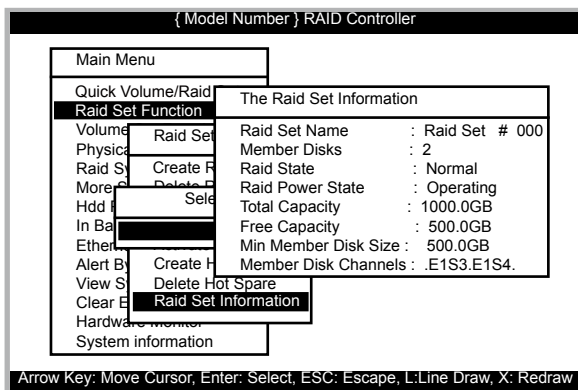 { Model Number } RAID Controller
Main Menu
Quick Volume/Raid
Raid Set Function
Volume
Physica
Raid Sy
More S
Hdd
In Ba
Ethern
Alert By
View S
Clear E
Hardware Monitor
System information
Raid Set
Create R
Delete R
Create H
Delete Hot Spare
Raid Set Information
Sele
The Raid Set Information
Raid Set Name : Raid Set # 000
Member Disks : 2
Raid State : Normal
Raid Power State : Operating
Total Capacity : 1000.0GB
Free Capacity : 500.0GB
Min Member Disk Size : 500.0GB
Member Disk Channels : .E1S3.E1S4.
Arrow Key: Move Cursor, Enter: Select, ESC: Escape, L:Line Draw, X: Redraw